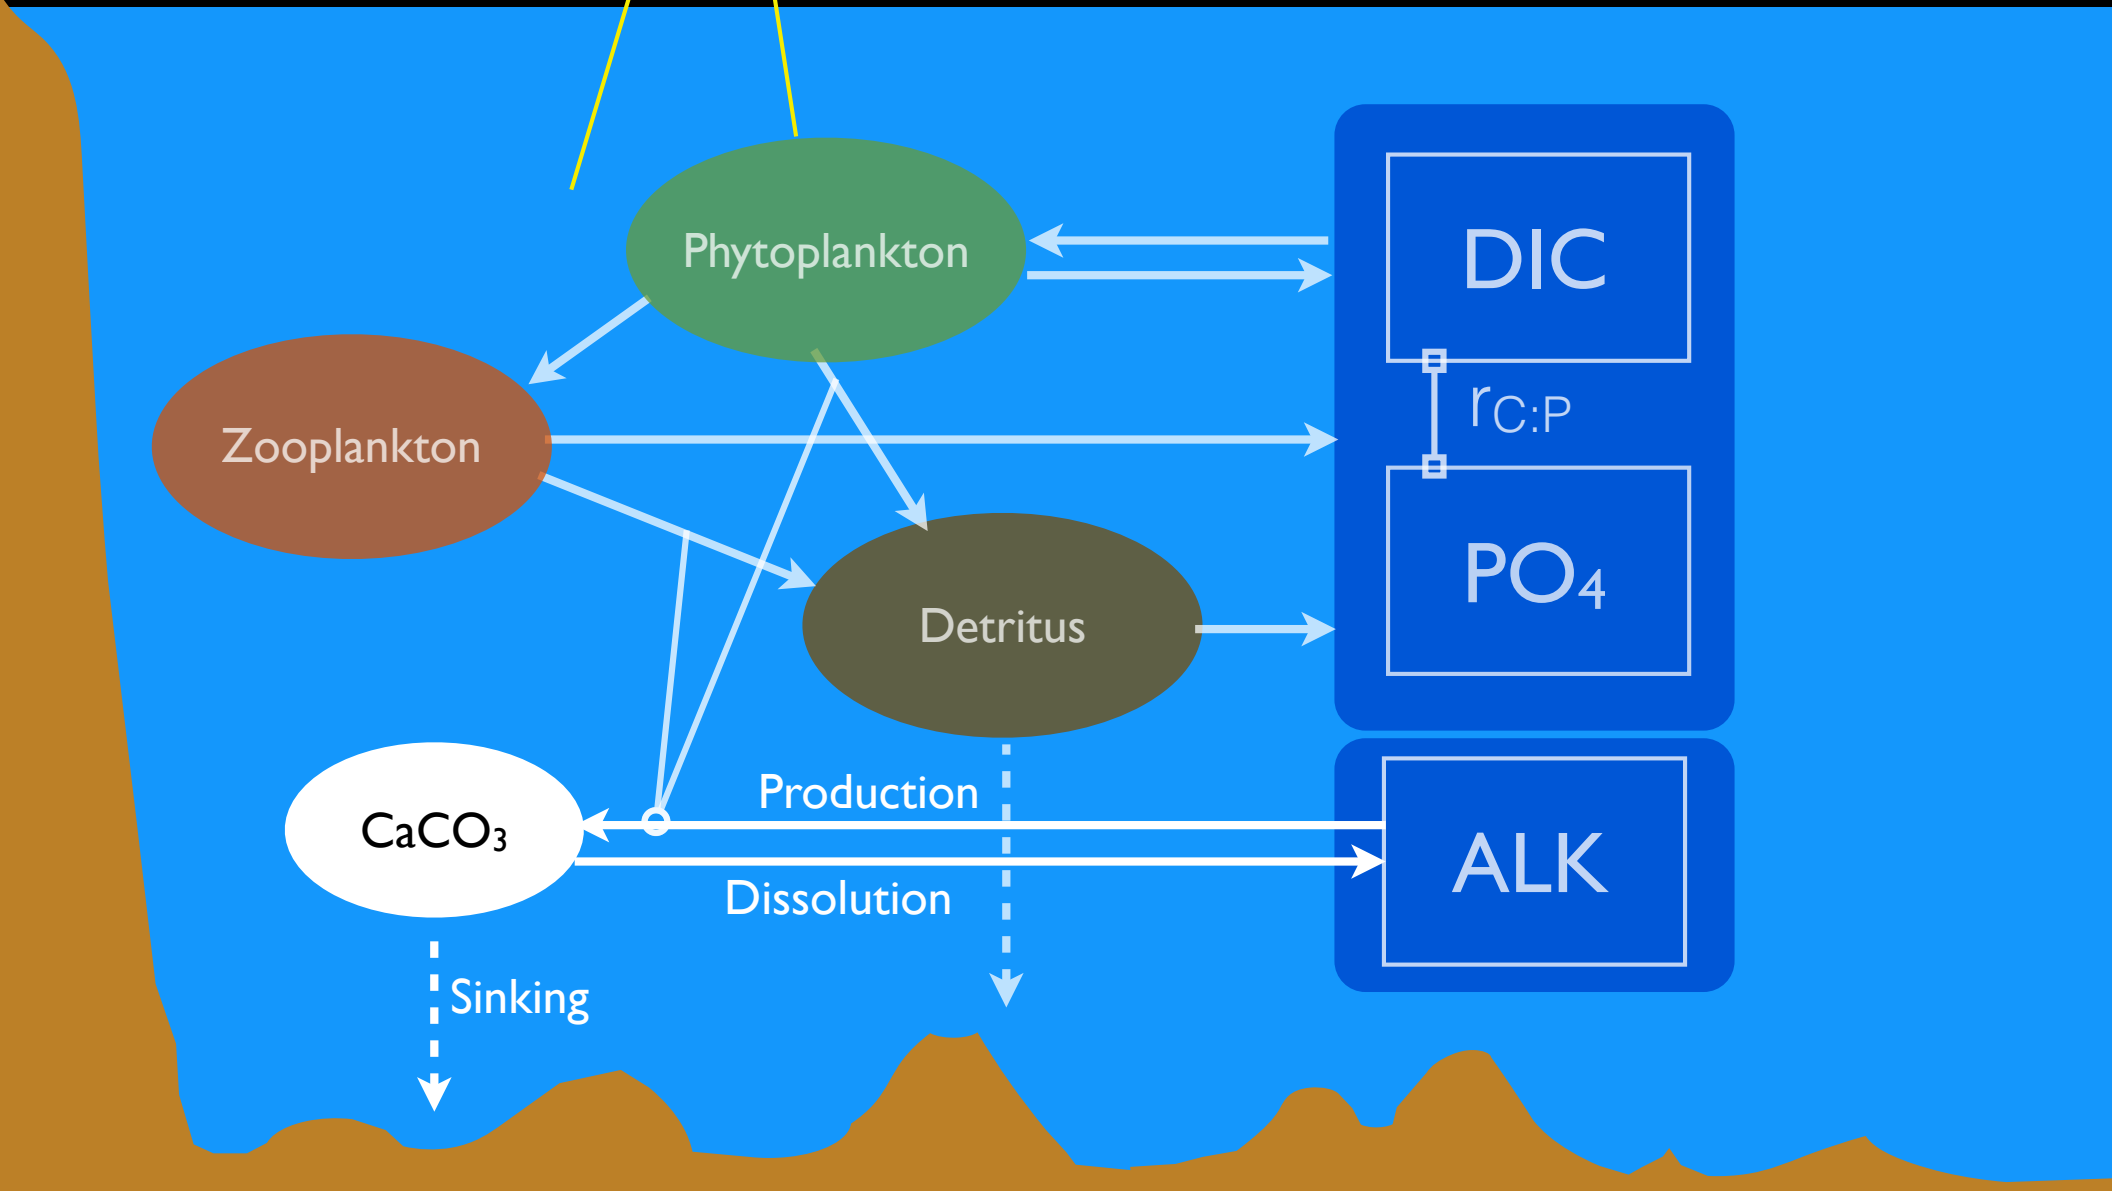 Phytoplankton
DIC
Zooplankton
rC:P
PO₄
Detritus
Production
CaCO₃
ALK
Dissolution
Sinking